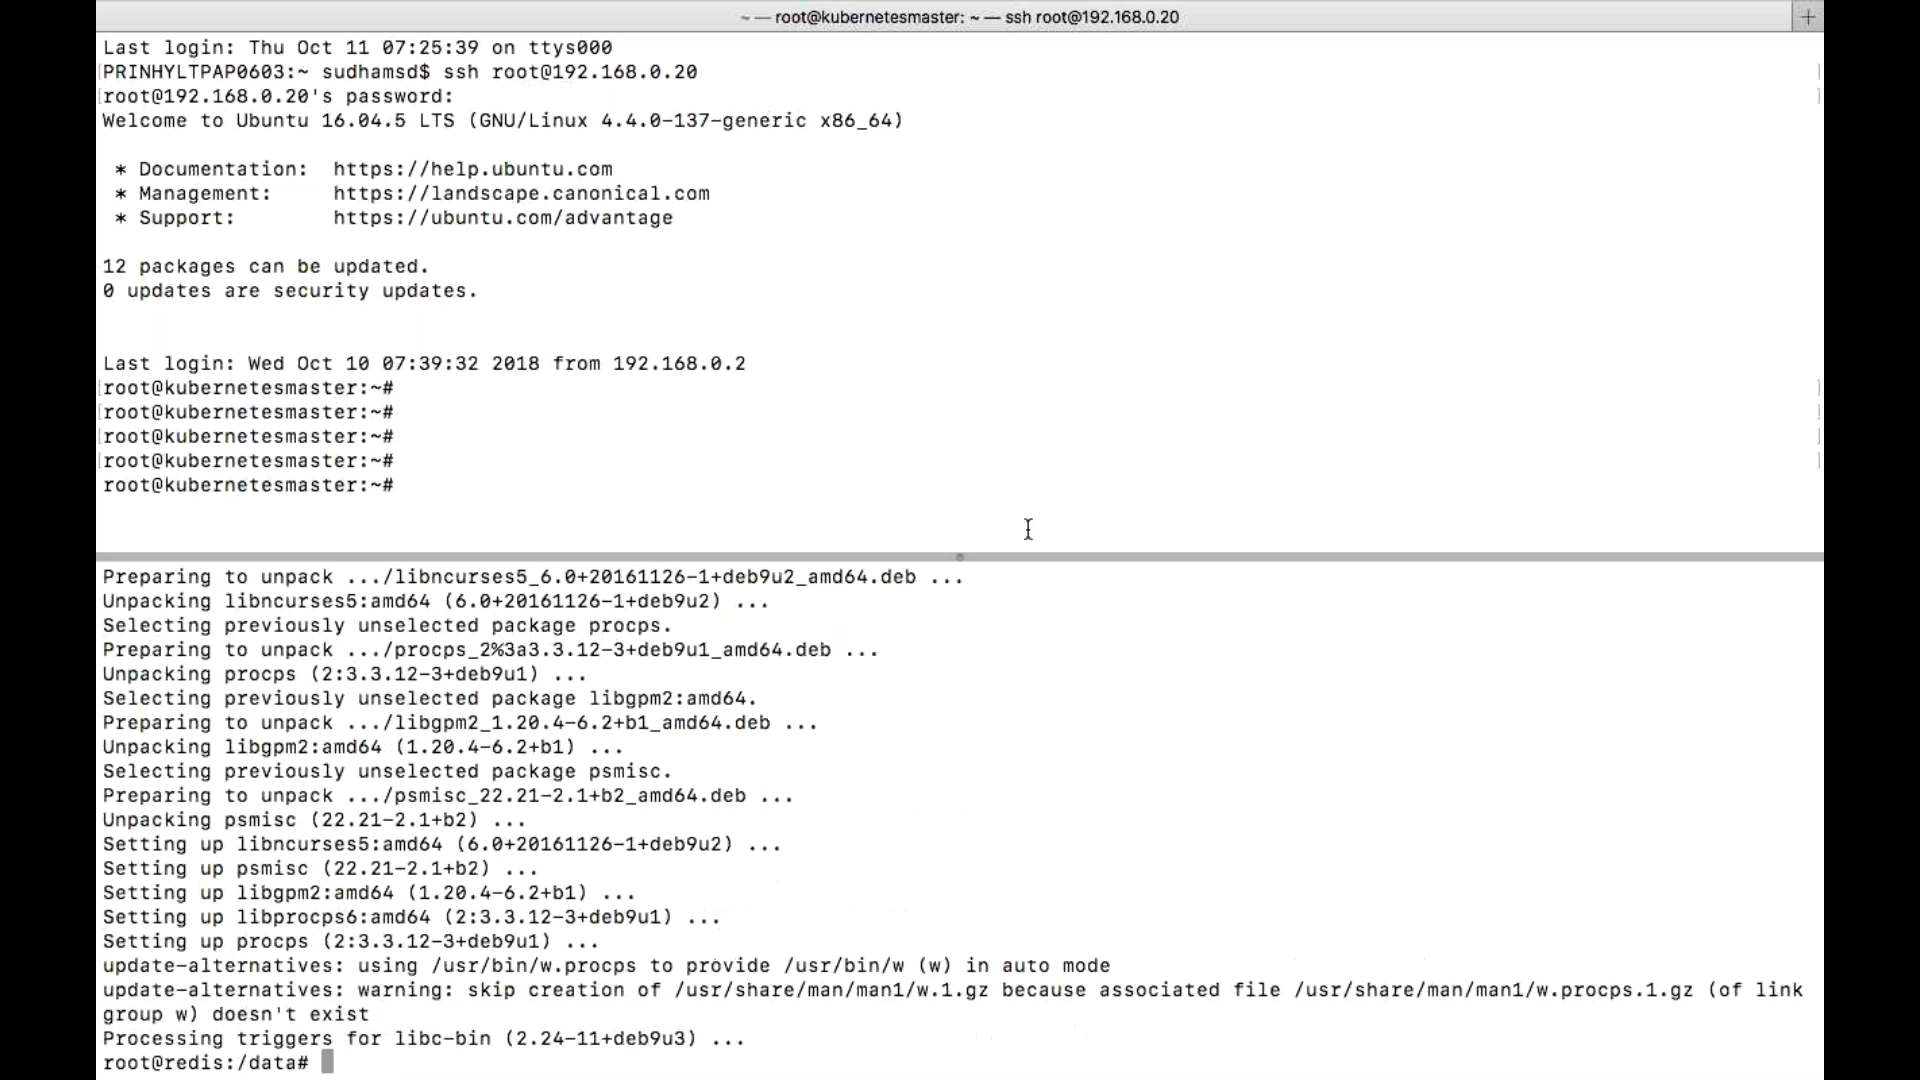 ~ — root@kubernetesmaster: ~ — ssh root@192.168.0.20
+
Last login: Thu Oct 11 07:25:39 on ttys000
[PRINHYLTPAP0603:~ sudhamsd$ ssh root@192.168.0.20 ]
[root@192.168.0.20's password: ]
Welcome to Ubuntu 16.04.5 LTS (GNU/Linux 4.4.0-137-generic x86_64)
* Documentation: https://help.ubuntu.com
* Management: https://landscape.canonical.com
* Support: https://ubuntu.com/advantage
12 packages can be updated.
0 updates are security updates.
Last login: Wed Oct 10 07:39:32 2018 from 192.168.0.2
[root@kubernetesmaster:~# ]
[root@kubernetesmaster:~# ]
[root@kubernetesmaster:~# ]
[root@kubernetesmaster:~# ]
root@kubernetesmaster:~#
Preparing to unpack .../libncurses5_6.0+20161126-1+deb9u2_amd64.deb ...
Unpacking libncurses5:amd64 (6.0+20161126-1+deb9u2) ...
Selecting previously unselected package procps.
Preparing to unpack .../procps_2%3a3.3.12-3+deb9u1_amd64.deb ...
Unpacking procps (2:3.3.12-3+deb9u1) ...
Selecting previously unselected package libgpm2:amd64.
Preparing to unpack .../libgpm2_1.20.4-6.2+b1_amd64.deb ...
Unpacking libgpm2:amd64 (1.20.4-6.2+b1) ...
Selecting previously unselected package psmisc.
Preparing to unpack .../psmisc_22.21-2.1+b2_amd64.deb ...
Unpacking psmisc (22.21-2.1+b2) ...
Setting up libncurses5:amd64 (6.0+20161126-1+deb9u2) ...
Setting up psmisc (22.21-2.1+b2) ...
Setting up libgpm2:amd64 (1.20.4-6.2+b1) ...
Setting up libprocps6:amd64 (2:3.3.12-3+deb9u1) ...
Setting up procps (2:3.3.12-3+deb9u1) ...
update-alternatives: using /usr/bin/w.procps to provide /usr/bin/w (w) in auto mode
update-alternatives: warning: skip creation of /usr/share/man/man1/w.1.gz because associated file /usr/share/man/man1/w.procps.1.gz (of link
group w) doesn't exist
Processing triggers for libc-bin (2.24-11+deb9u3) ...
root@redis:/data#